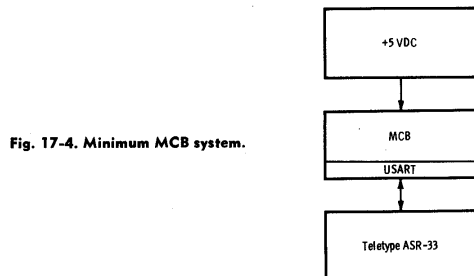 +5 VDC
MCB
Fig. 17-4. Minimum MCB system.
USART
Teletype ASR-33